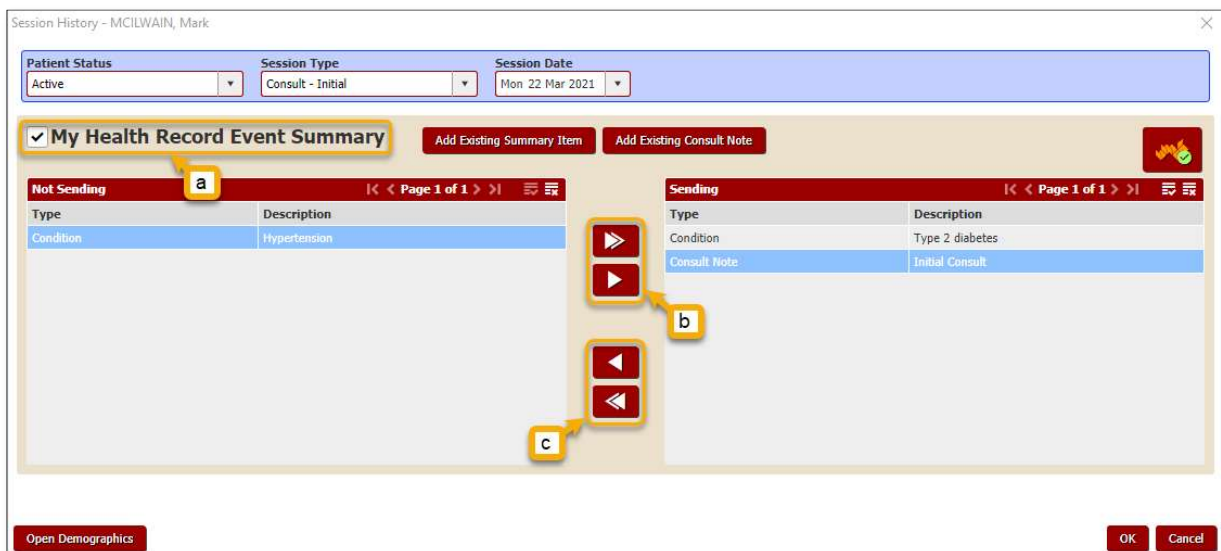 Session History - MCILWAIN, Mark
Patient Status Session Type Session Date
Active Consult - Initial Mon 22 Mar 2021
My Health Record Event Summary Add Existing Summary Item Add Existing Consult Note
a
Not Sending Page 1 of 1
Type Description
Condition Hypertension
b
c
Sending Page 1 of 1
Type Description
Condition Type 2 diabetes
Consult Note Initial Consult
Open Demographics OK Cancel